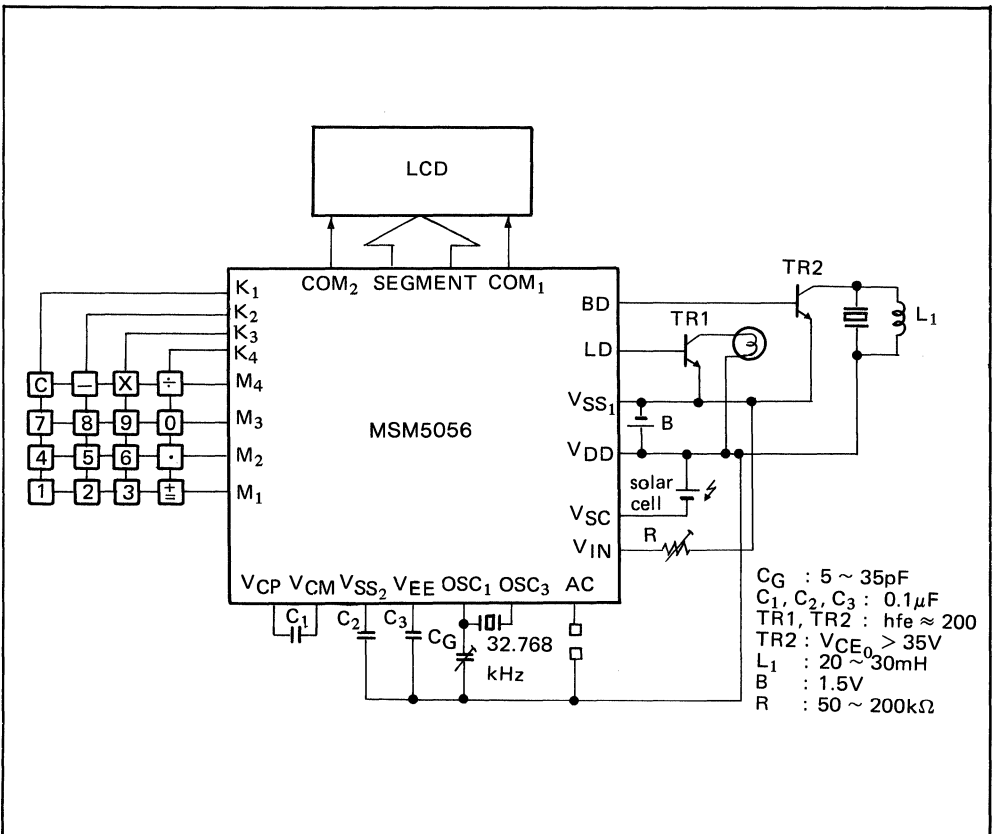 LCD
COM₂ SEGMENT COM₁
K₁
K₂
K₃
K₄
M₄
M₃
M₂
M₁
C − X ÷
7 8 9 0
4 5 6 ·
1 2 3 ±=
MSM5056
BD
LD
VSS₁
VDD
VSC
VIN
TR2
TR1
L₁
B
solar
cell
R
VCP VCM VSS₂ VEE OSC₁ OSC₃ AC
C₁ C₂ C₃ CG 32.768
kHz
CG : 5 ~ 35pF
C₁, C₂, C₃ : 0.1µF
TR1, TR2 : hfe ≈ 200
TR2 : VCE₀ > 35V
L₁ : 20 ~ 30mH
B : 1.5V
R : 50 ~ 200kΩ